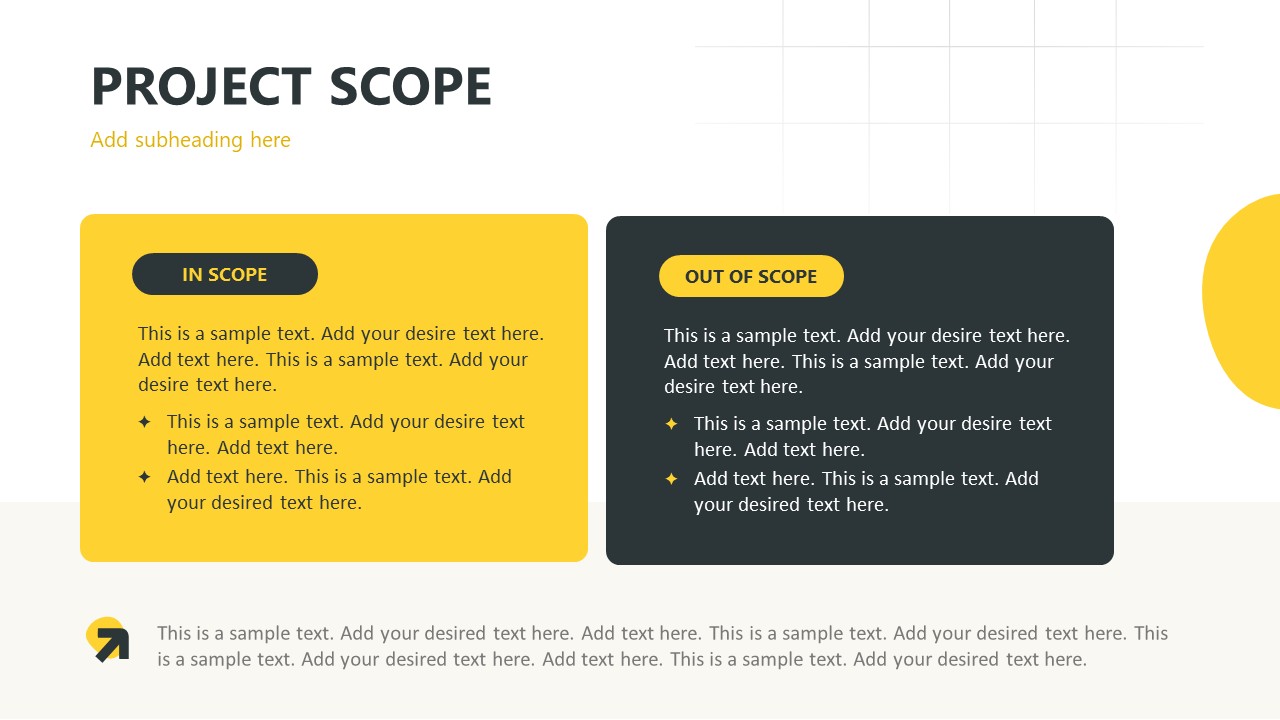 PROJECT SCOPE
Add subheading here
IN SCOPE
This is a sample text. Add your desire text here.
Add text here. This is a sample text. Add your
desire text here.
This is a sample text. Add your desire text
here. Add text here.
Add text here. This is a sample text. Add
your desired text here.
OUT OF SCOPE
This is a sample text. Add your desire text here.
Add text here. This is a sample text. Add your
desire text here.
This is a sample text. Add your desire text
here. Add text here.
Add text here. This is a sample text. Add
your desired text here.
This is a sample text. Add your desired text here. Add text here. This is a sample text. Add your desired text here. This
is a sample text. Add your desired text here. Add text here. This is a sample text. Add your desired text here.